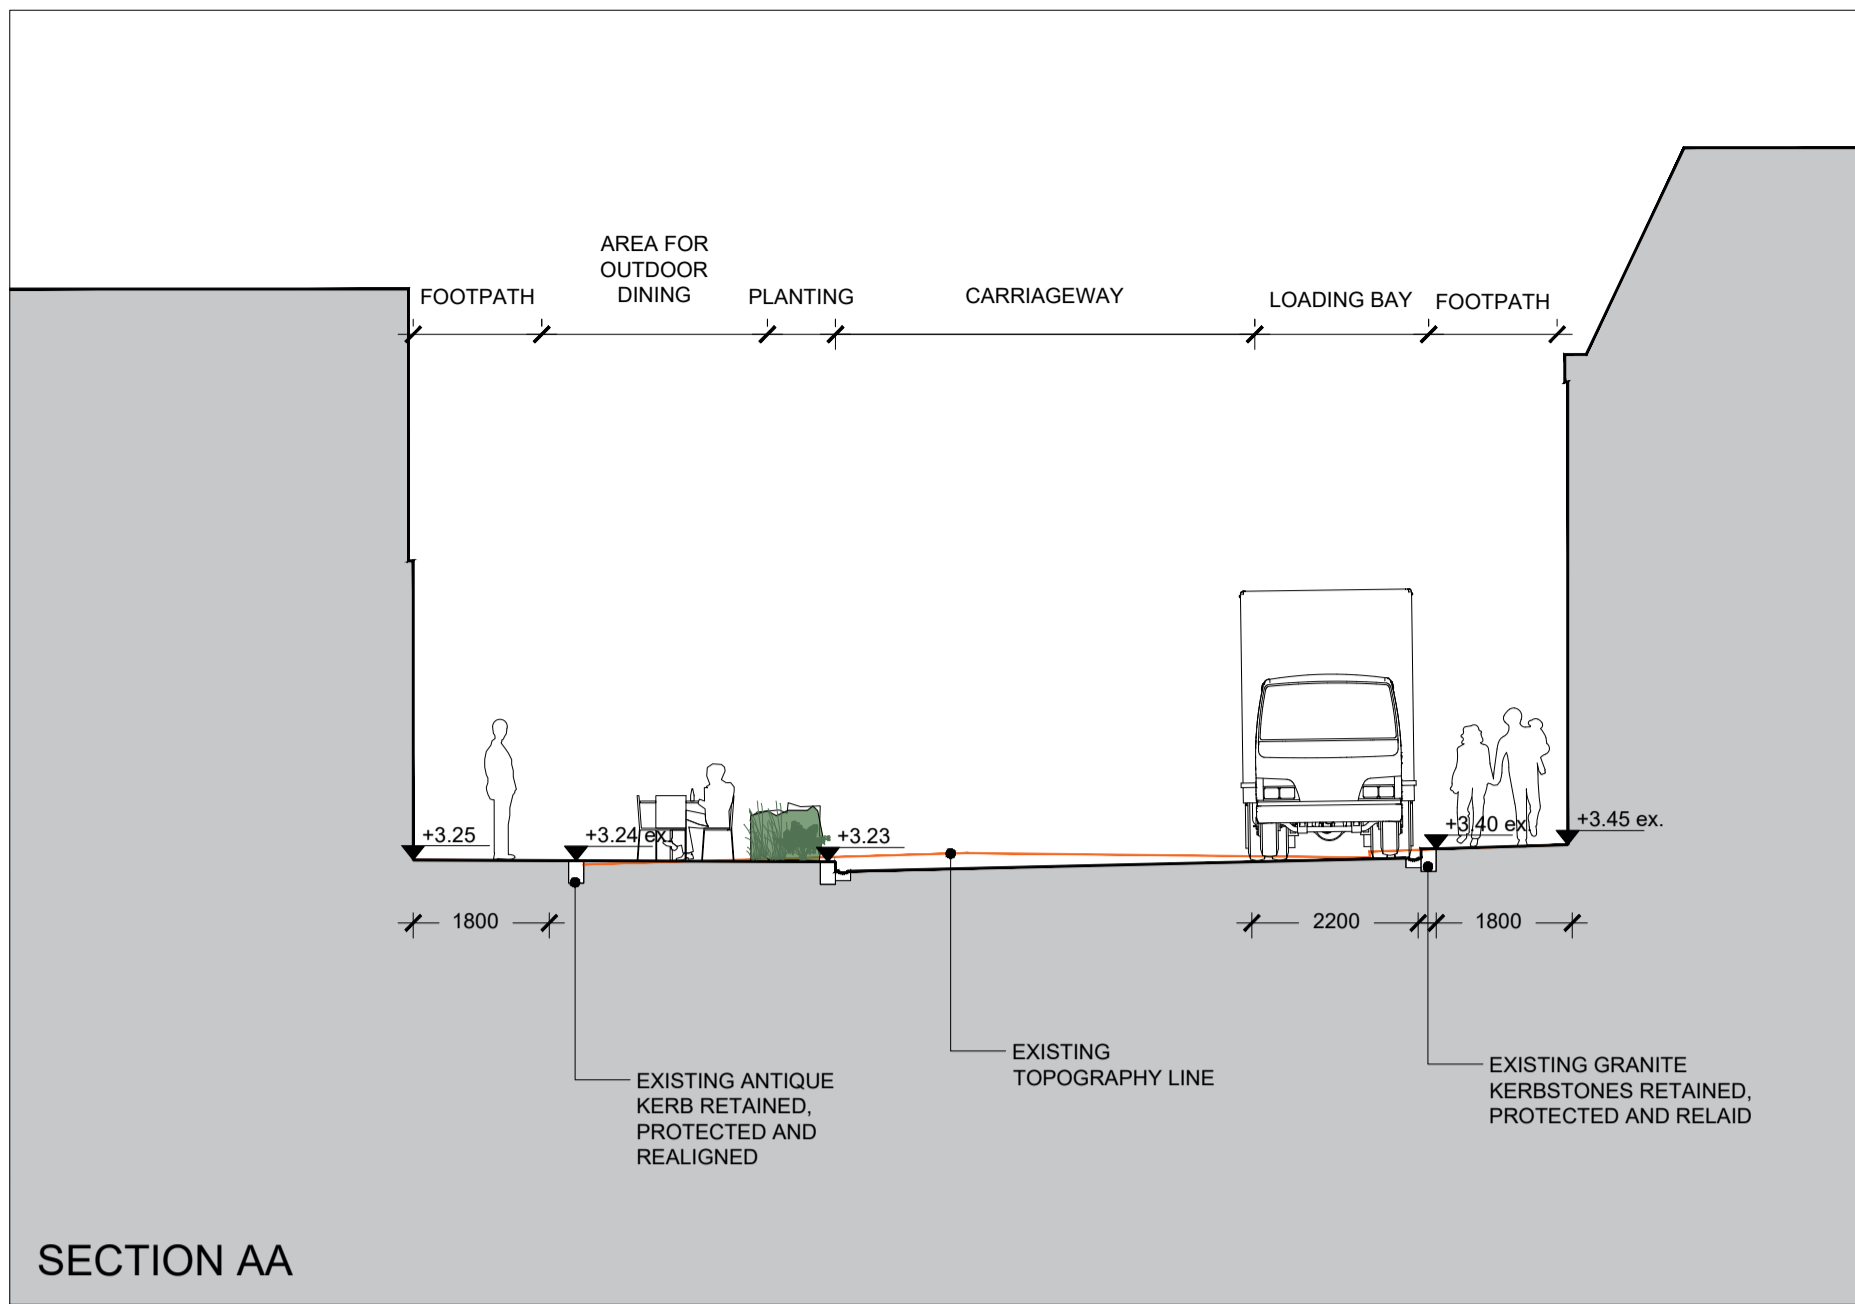 AREA FOR
OUTDOOR
DINING
FOOTPATH
PLANTING
CARRIAGEWAY
LOADING BAY
FOOTPATH
+3.25
+3.24 ex.
+3.23
+3.40 ex.
+3.45 ex.
1800
2200
1800
EXISTING ANTIQUE
KERB RETAINED,
PROTECTED AND
REALIGNED
EXISTING
TOPOGRAPHY LINE
EXISTING GRANITE
KERBSTONES RETAINED,
PROTECTED AND RELAID
SECTION AA